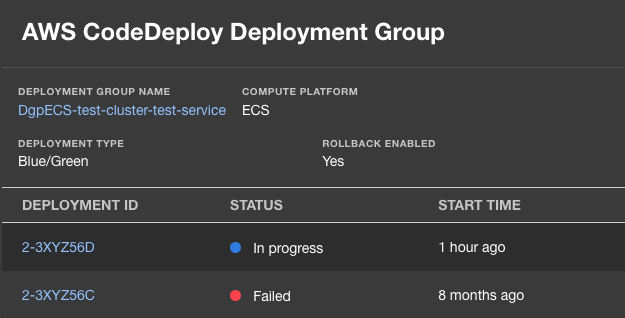 AWS CodeDeploy Deployment Group
DEPLOYMENT GROUP NAME COMPUTE PLATFORM
DgpECS-test-cluster-test-service ECS
DEPLOYMENT TYPE ROLLBACK ENABLED
Blue/Green Yes
DEPLOYMENT ID STATUS START TIME
2-3XYZ56D In progress 1 hour ago
2-3XYZ56C Failed 8 months ago